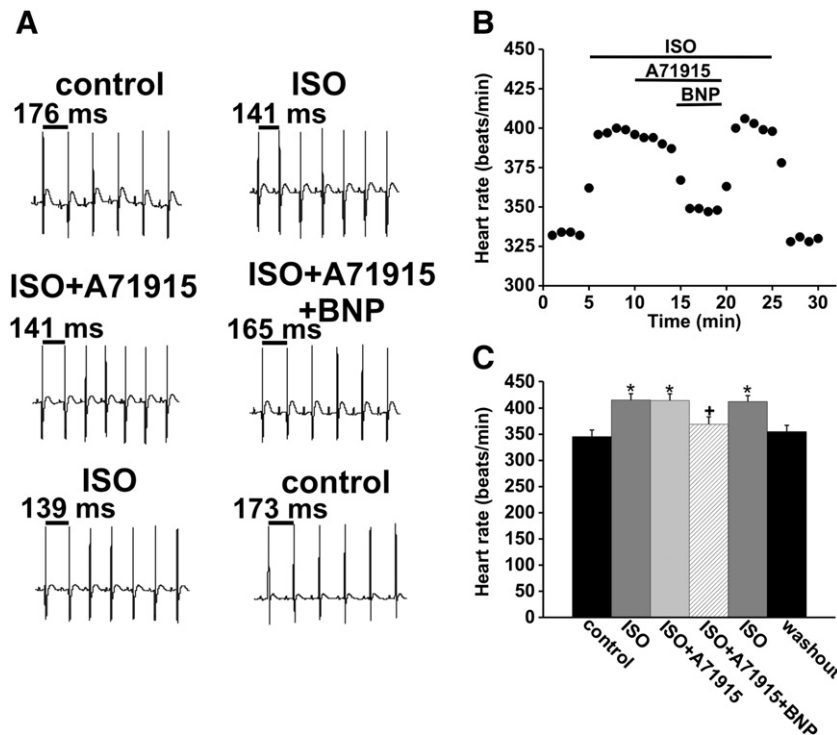 A
control
176 ms
ISO
141 ms
ISO+A71915
141 ms
ISO+A71915
+BNP
165 ms
ISO
139 ms
control
173 ms
B
Heart rate (beats/min)
450
425
400
375
350
325
300
ISO
A71915
BNP
0 5 10 15 20 25 30
Time (min)
C
Heart rate (beats/min)
450
400
350
300
250
200
150
100
50
0
* * † *
control
ISO
ISO+A71915
ISO+A71915+BNP
ISO
washout